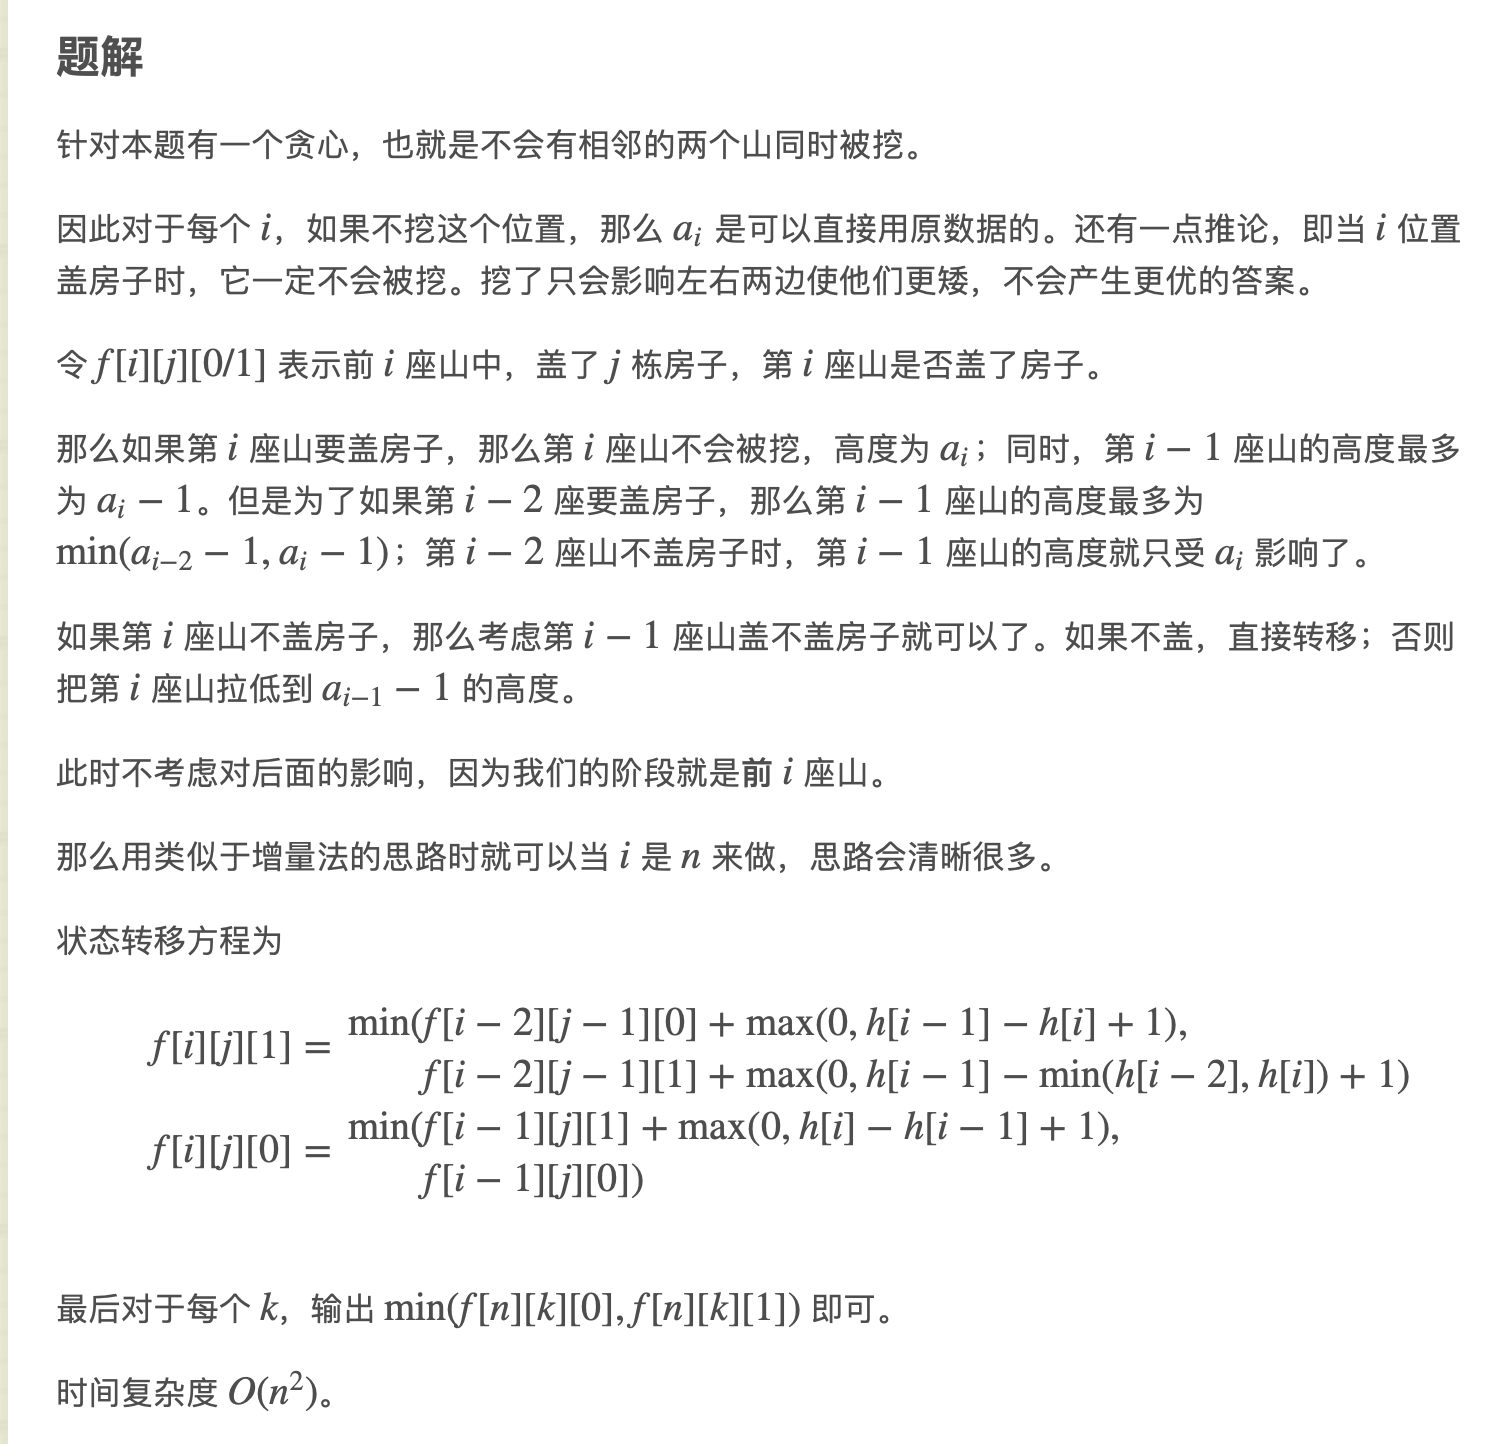 题解
针对本题有一个贪心，也就是不会有相邻的两个山同时被挖。
因此对于每个 i，如果不挖这个位置，那么 a_i 是可以直接用原数据的。还有一点推论，即当 i 位置
盖房子时，它一定不会被挖。挖了只会影响左右两边使他们更矮，不会产生更优的答案。
令 f[i][j][0/1] 表示前 i 座山中，盖了 j 栋房子，第 i 座山是否盖了房子。
那么如果第 i 座山要盖房子，那么第 i 座山不会被挖，高度为 a_i；同时，第 i − 1 座山的高度最多
为 a_i − 1。但是为了如果第 i − 2 座要盖房子，那么第 i − 1 座山的高度最多为
min(a_{i−2} − 1, a_i − 1)；第 i − 2 座山不盖房子时，第 i − 1 座山的高度就只受 a_i 影响了。
如果第 i 座山不盖房子，那么考虑第 i − 1 座山盖不盖房子就可以了。如果不盖，直接转移；否则
把第 i 座山拉低到 a_{i−1} − 1 的高度。
此时不考虑对后面的影响，因为我们的阶段就是前 i 座山。
那么用类似于增量法的思路时就可以当 i 是 n 来做，思路会清晰很多。
状态转移方程为
f[i][j][1] = min(f[i − 2][j − 1][0] + max(0, h[i − 1] − h[i] + 1),
f[i − 2][j − 1][1] + max(0, h[i − 1] − min(h[i − 2], h[i]) + 1)
f[i][j][0] = min(f[i − 1][j][1] + max(0, h[i] − h[i − 1] + 1),
f[i − 1][j][0])
最后对于每个 k，输出 min(f[n][k][0], f[n][k][1]) 即可。
时间复杂度 O(n²)。